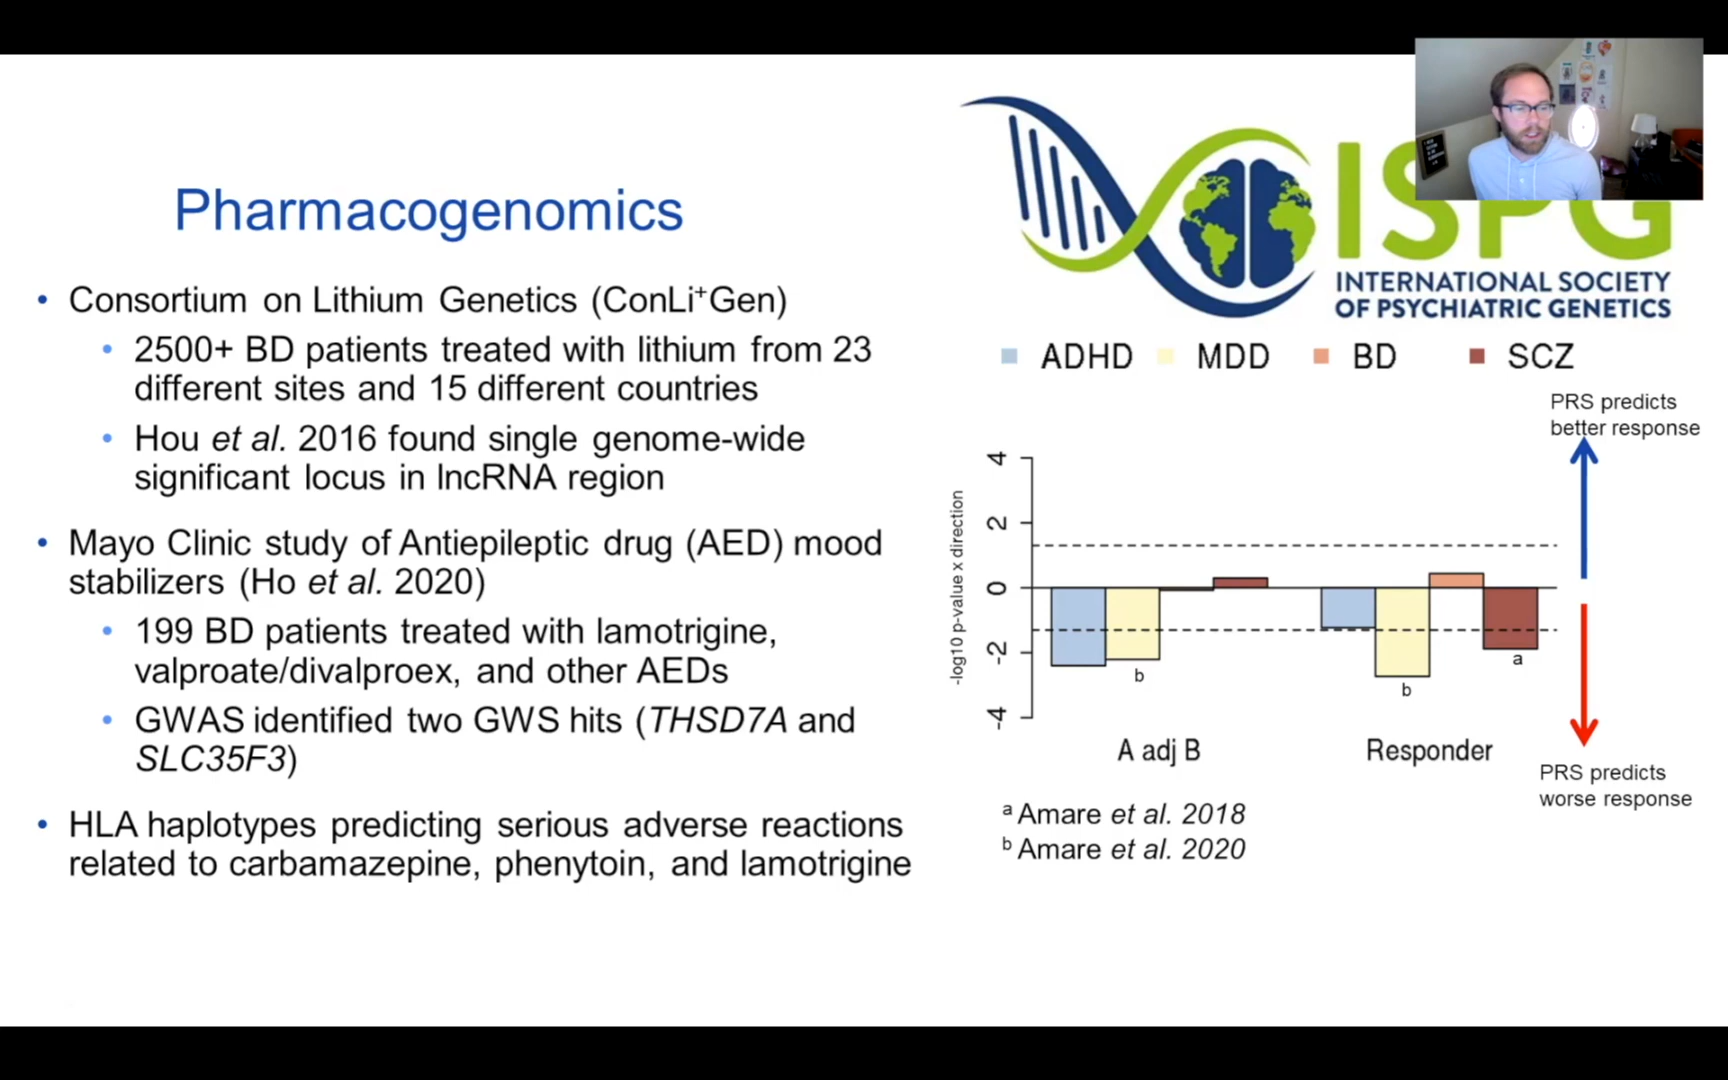 Pharmacogenomics
• Consortium on Lithium Genetics (ConLi⁺Gen)
• 2500+ BD patients treated with lithium from 23
different sites and 15 different countries
• Hou et al. 2016 found single genome-wide
significant locus in lncRNA region
• Mayo Clinic study of Antiepileptic drug (AED) mood
stabilizers (Ho et al. 2020)
• 199 BD patients treated with lamotrigine,
valproate/divalproex, and other AEDs
• GWAS identified two GWS hits (THSD7A and
SLC35F3)
• HLA haplotypes predicting serious adverse reactions
related to carbamazepine, phenytoin, and lamotrigine
ISPG
INTERNATIONAL SOCIETY
OF PSYCHIATRIC GENETICS
ADHD MDD BD SCZ
PRS predicts
better response
-log10 p-value x direction
4
2
0
-2
-4
b
b
a
A adj B Responder
PRS predicts
worse response
ᵃ Amare et al. 2018
ᵇ Amare et al. 2020